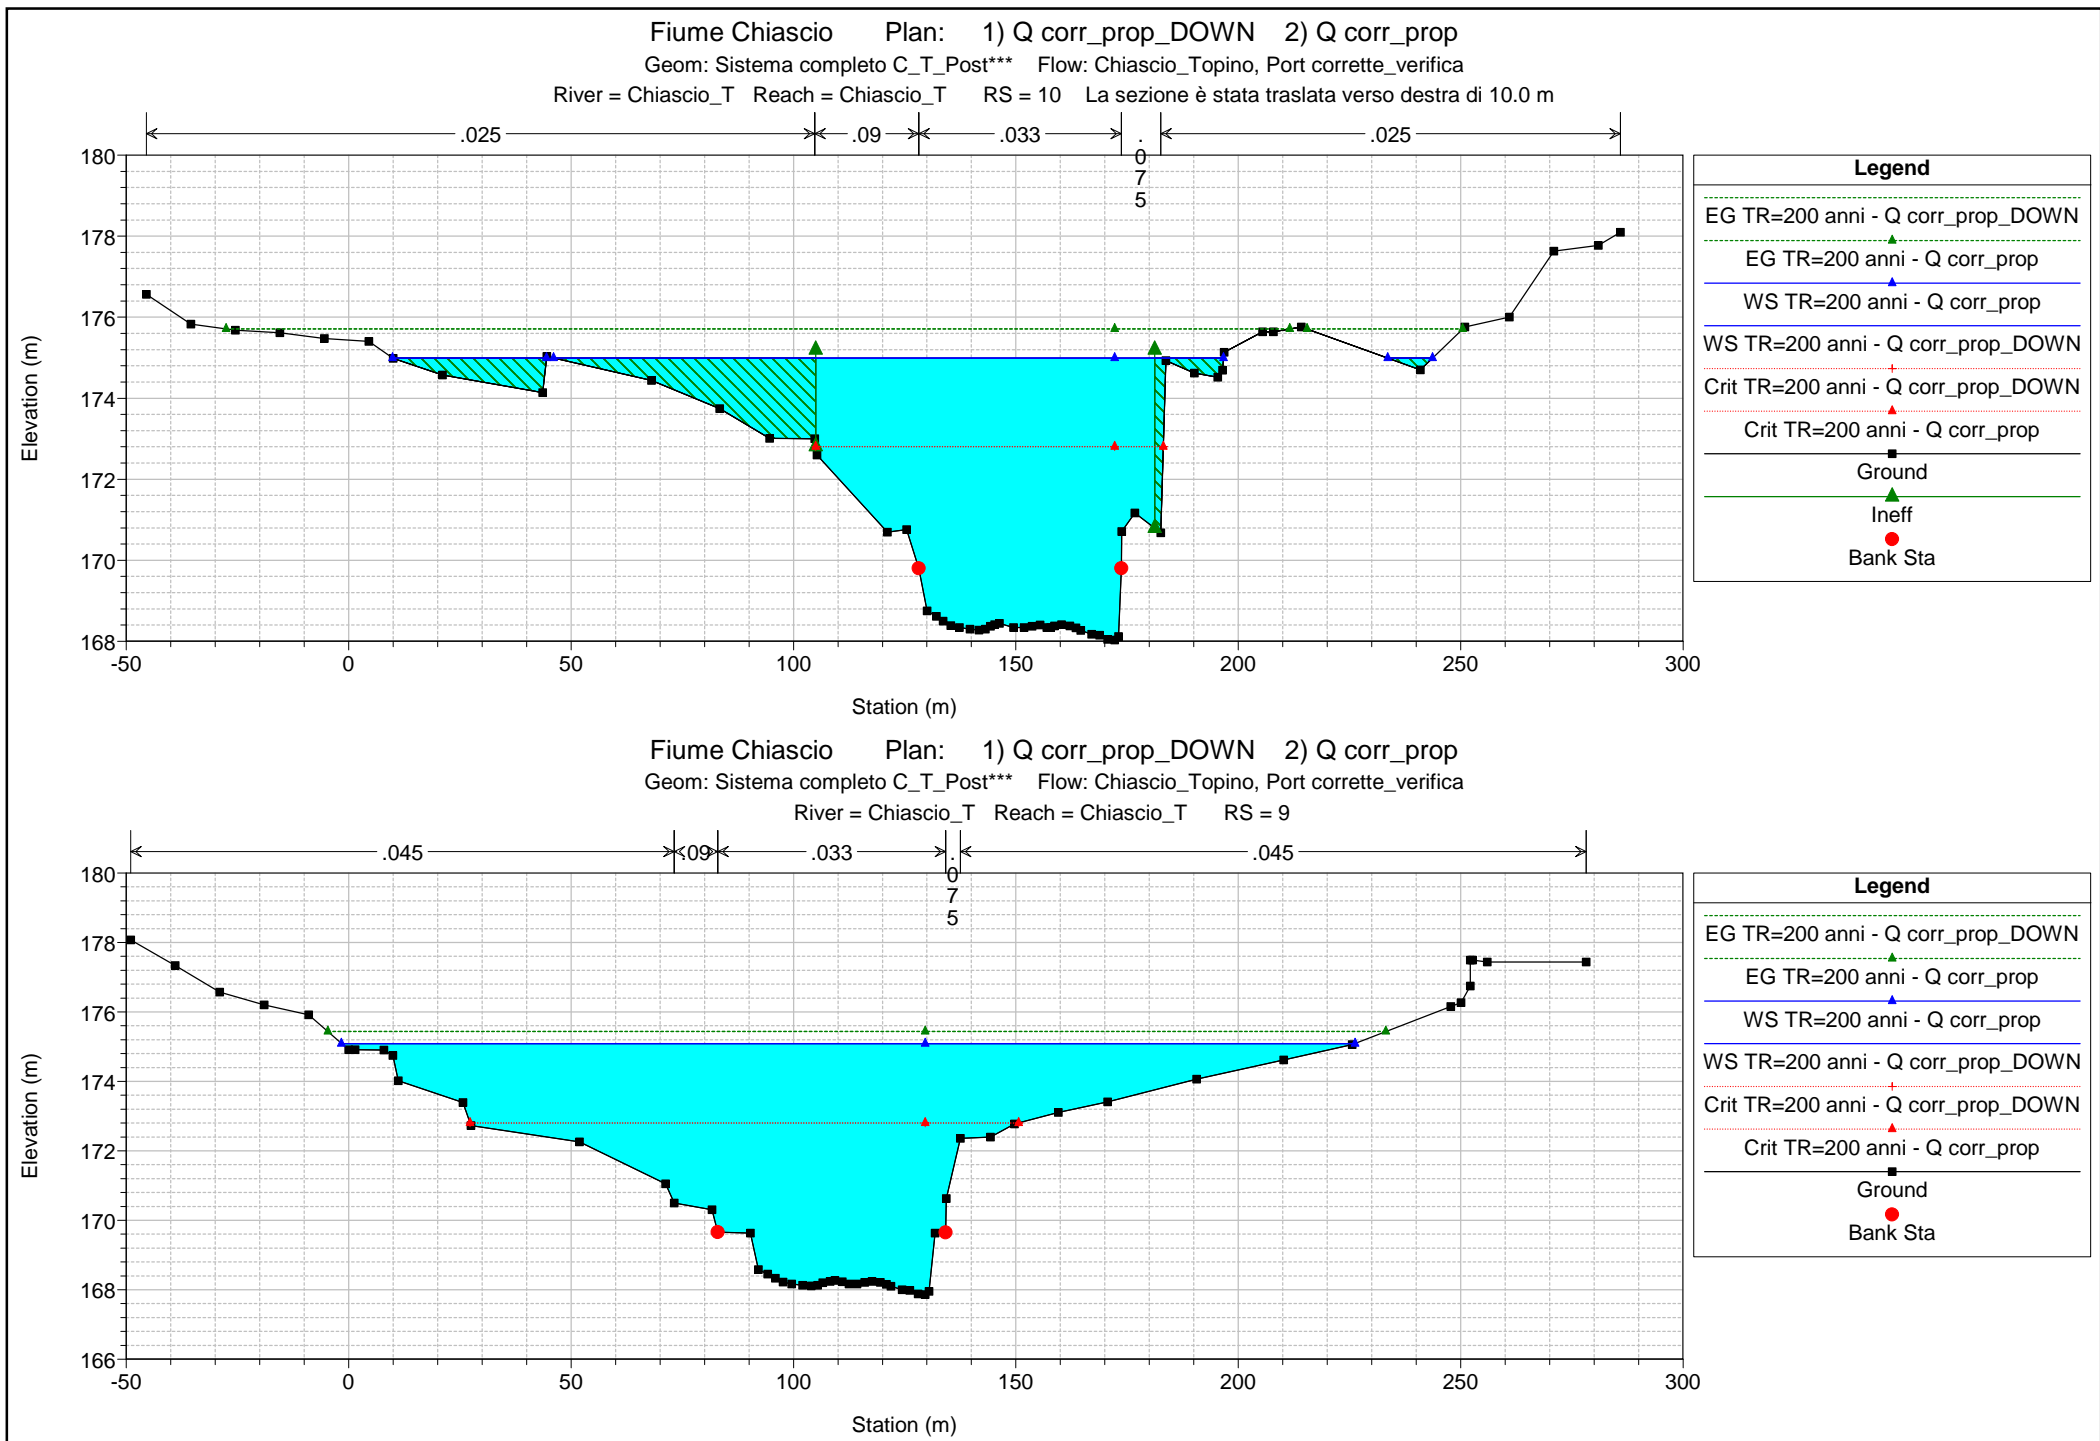 Fiume Chiascio Plan: 1) Q corr_prop_DOWN 2) Q corr_prop
Geom: Sistema completo C_T_Post*** Flow: Chiascio_Topino, Port corrette_verifica
River = Chiascio_T Reach = Chiascio_T RS = 10 La sezione è stata traslata verso destra di 10.0 m
.025 .09 .033 .075 .025
180
178
176
174
172
170
168
Elevation (m)
-50 0 50 100 150 200 250 300
Station (m)
Legend
EG TR=200 anni - Q corr_prop_DOWN
EG TR=200 anni - Q corr_prop
WS TR=200 anni - Q corr_prop
WS TR=200 anni - Q corr_prop_DOWN
Crit TR=200 anni - Q corr_prop_DOWN
Crit TR=200 anni - Q corr_prop
Ground
Ineff
Bank Sta
Fiume Chiascio Plan: 1) Q corr_prop_DOWN 2) Q corr_prop
Geom: Sistema completo C_T_Post*** Flow: Chiascio_Topino, Port corrette_verifica
River = Chiascio_T Reach = Chiascio_T RS = 9
.045 .09 .033 .075 .045
180
178
176
174
172
170
168
166
Elevation (m)
-50 0 50 100 150 200 250 300
Station (m)
Legend
EG TR=200 anni - Q corr_prop_DOWN
EG TR=200 anni - Q corr_prop
WS TR=200 anni - Q corr_prop
WS TR=200 anni - Q corr_prop_DOWN
Crit TR=200 anni - Q corr_prop_DOWN
Crit TR=200 anni - Q corr_prop
Ground
Bank Sta